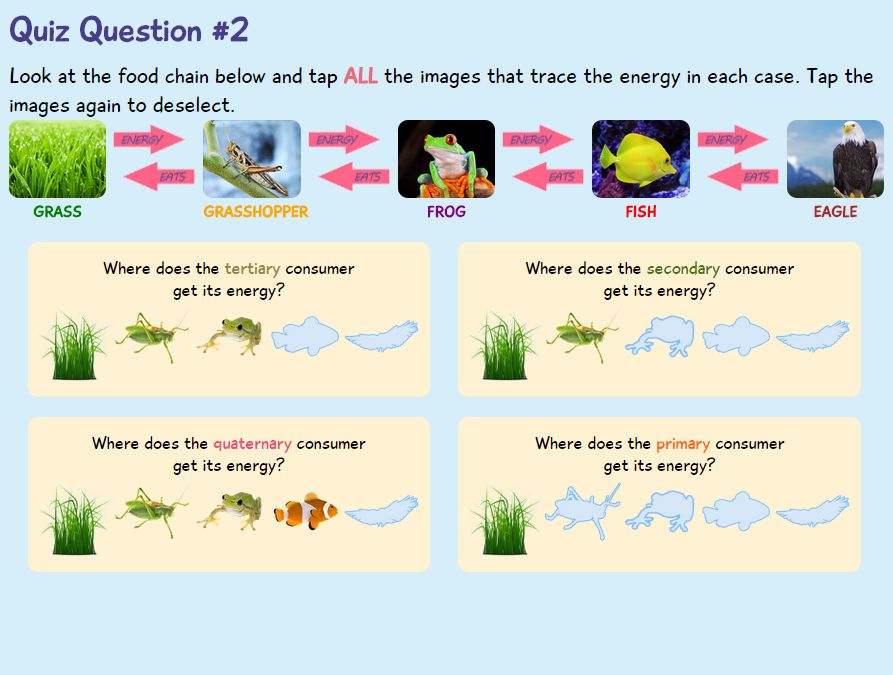 Quiz Question #2
Look at the food chain below and tap ALL the images that trace the energy in each case. Tap the
images again to deselect.
ENERGY ENERGY ENERGY ENERGY
EATS EATS EATS EATS
GRASS GRASSHOPPER FROG FISH EAGLE
Where does the tertiary consumer
get its energy?
Where does the secondary consumer
get its energy?
Where does the quaternary consumer
get its energy?
Where does the primary consumer
get its energy?